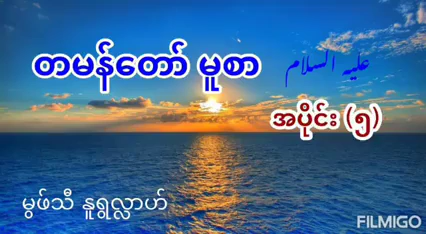 တမန်တော် မူစာ عليه السلام
အပိုင်း (၅)
မွဖ်သီ နူရွလ္လာဟ်
FILMIGO